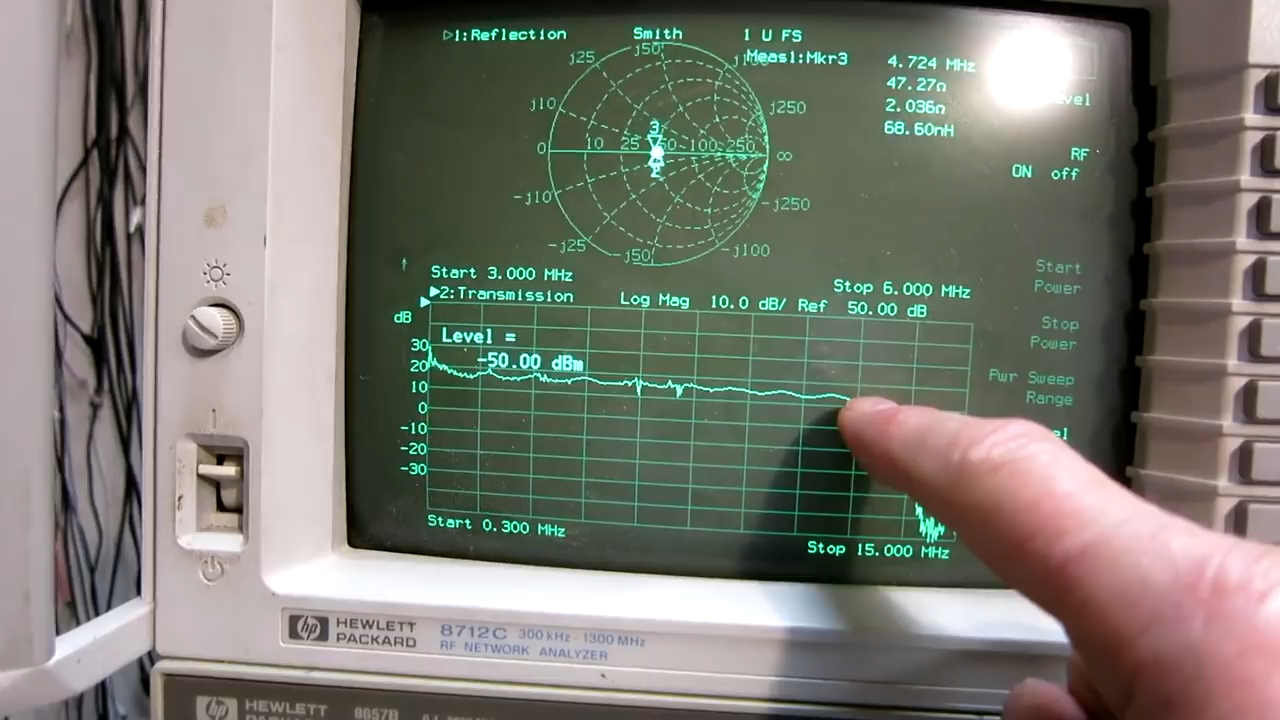 ▷1:Reflection Smith 1 U FS
Meas1:Mkr3 4.724 MHz
47.27Ω
2.036Ω
68.60nH
j50
j25
j10
j250
0 10 25 100 250 ∞
3
-j10
-j25
-j50
-j100
-j250
RF
ON off
Start
Power
Stop
Power
Pwr Sweep
Range
Start 3.000 MHz Stop 6.000 MHz
▶2:Transmission Log Mag 10.0 dB/ Ref 50.00 dB
dB
Level =
-50.00 dBm
30
20
10
0
-10
-20
-30
Start 0.300 MHz Stop 15.000 MHz
hp HEWLETT
PACKARD
8712C 300 kHz - 1300 MHz
RF NETWORK ANALYZER
hp HEWLETT
8657B